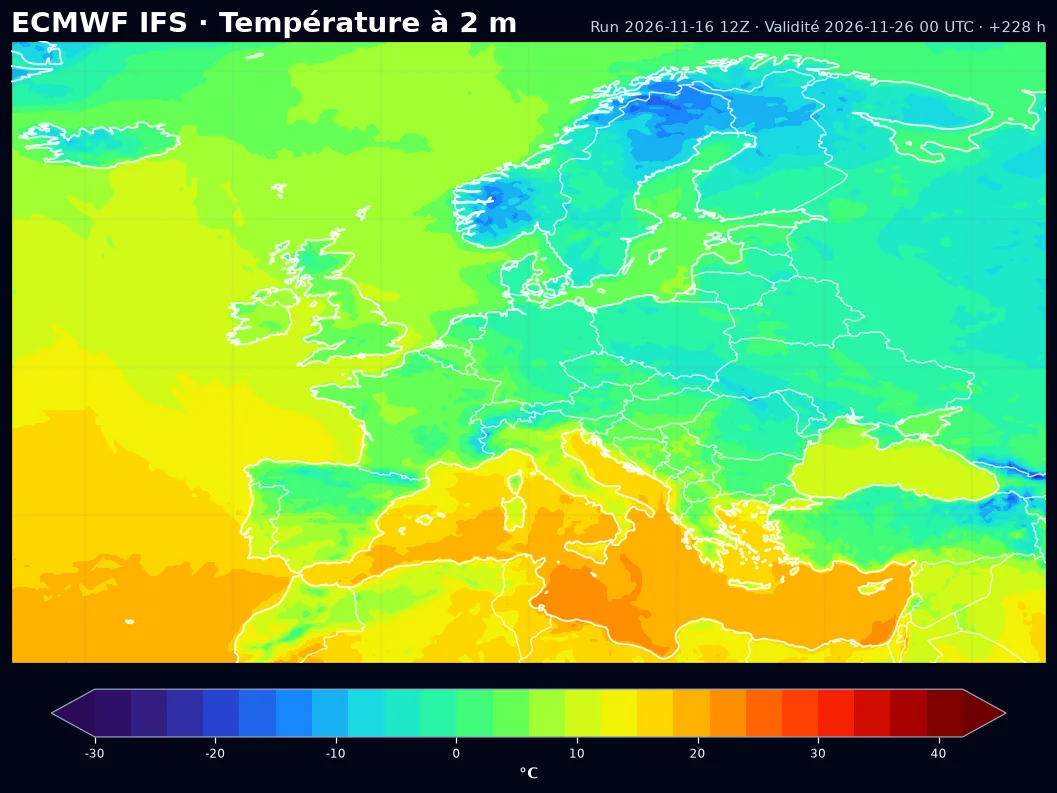 ECMWF IFS · Température à 2 m
Run 2026-11-16 12Z · Validité 2026-11-26 00 UTC · +228 h
-30 -20 -10 0 10 20 30 40
°C